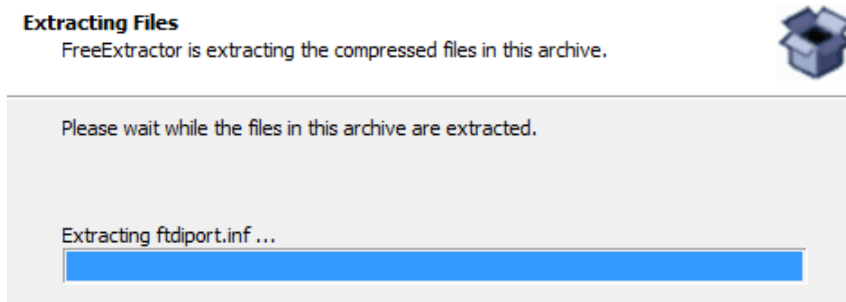 Extracting Files
FreeExtractor is extracting the compressed files in this archive.
Please wait while the files in this archive are extracted.
Extracting ftdiport.inf ...